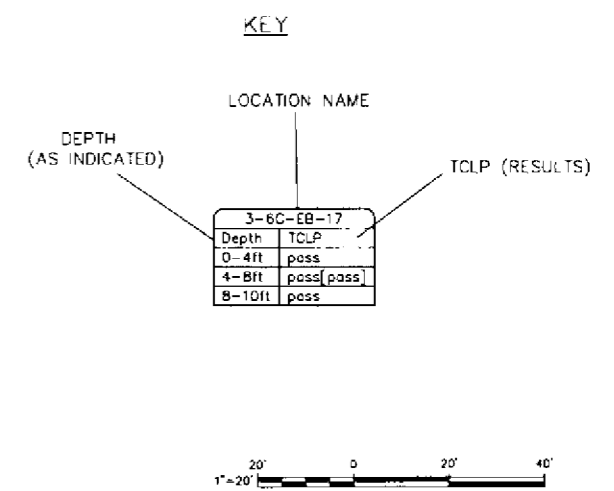 KEY
LOCATION NAME
DEPTH
(AS INDICATED)
TCLP (RESULTS)
3-6C-EB-17
Depth TCLP
0-4ft pass
4-8ft pass[pass]
8-10ft pass
20' 0 20' 40'
1"=20'